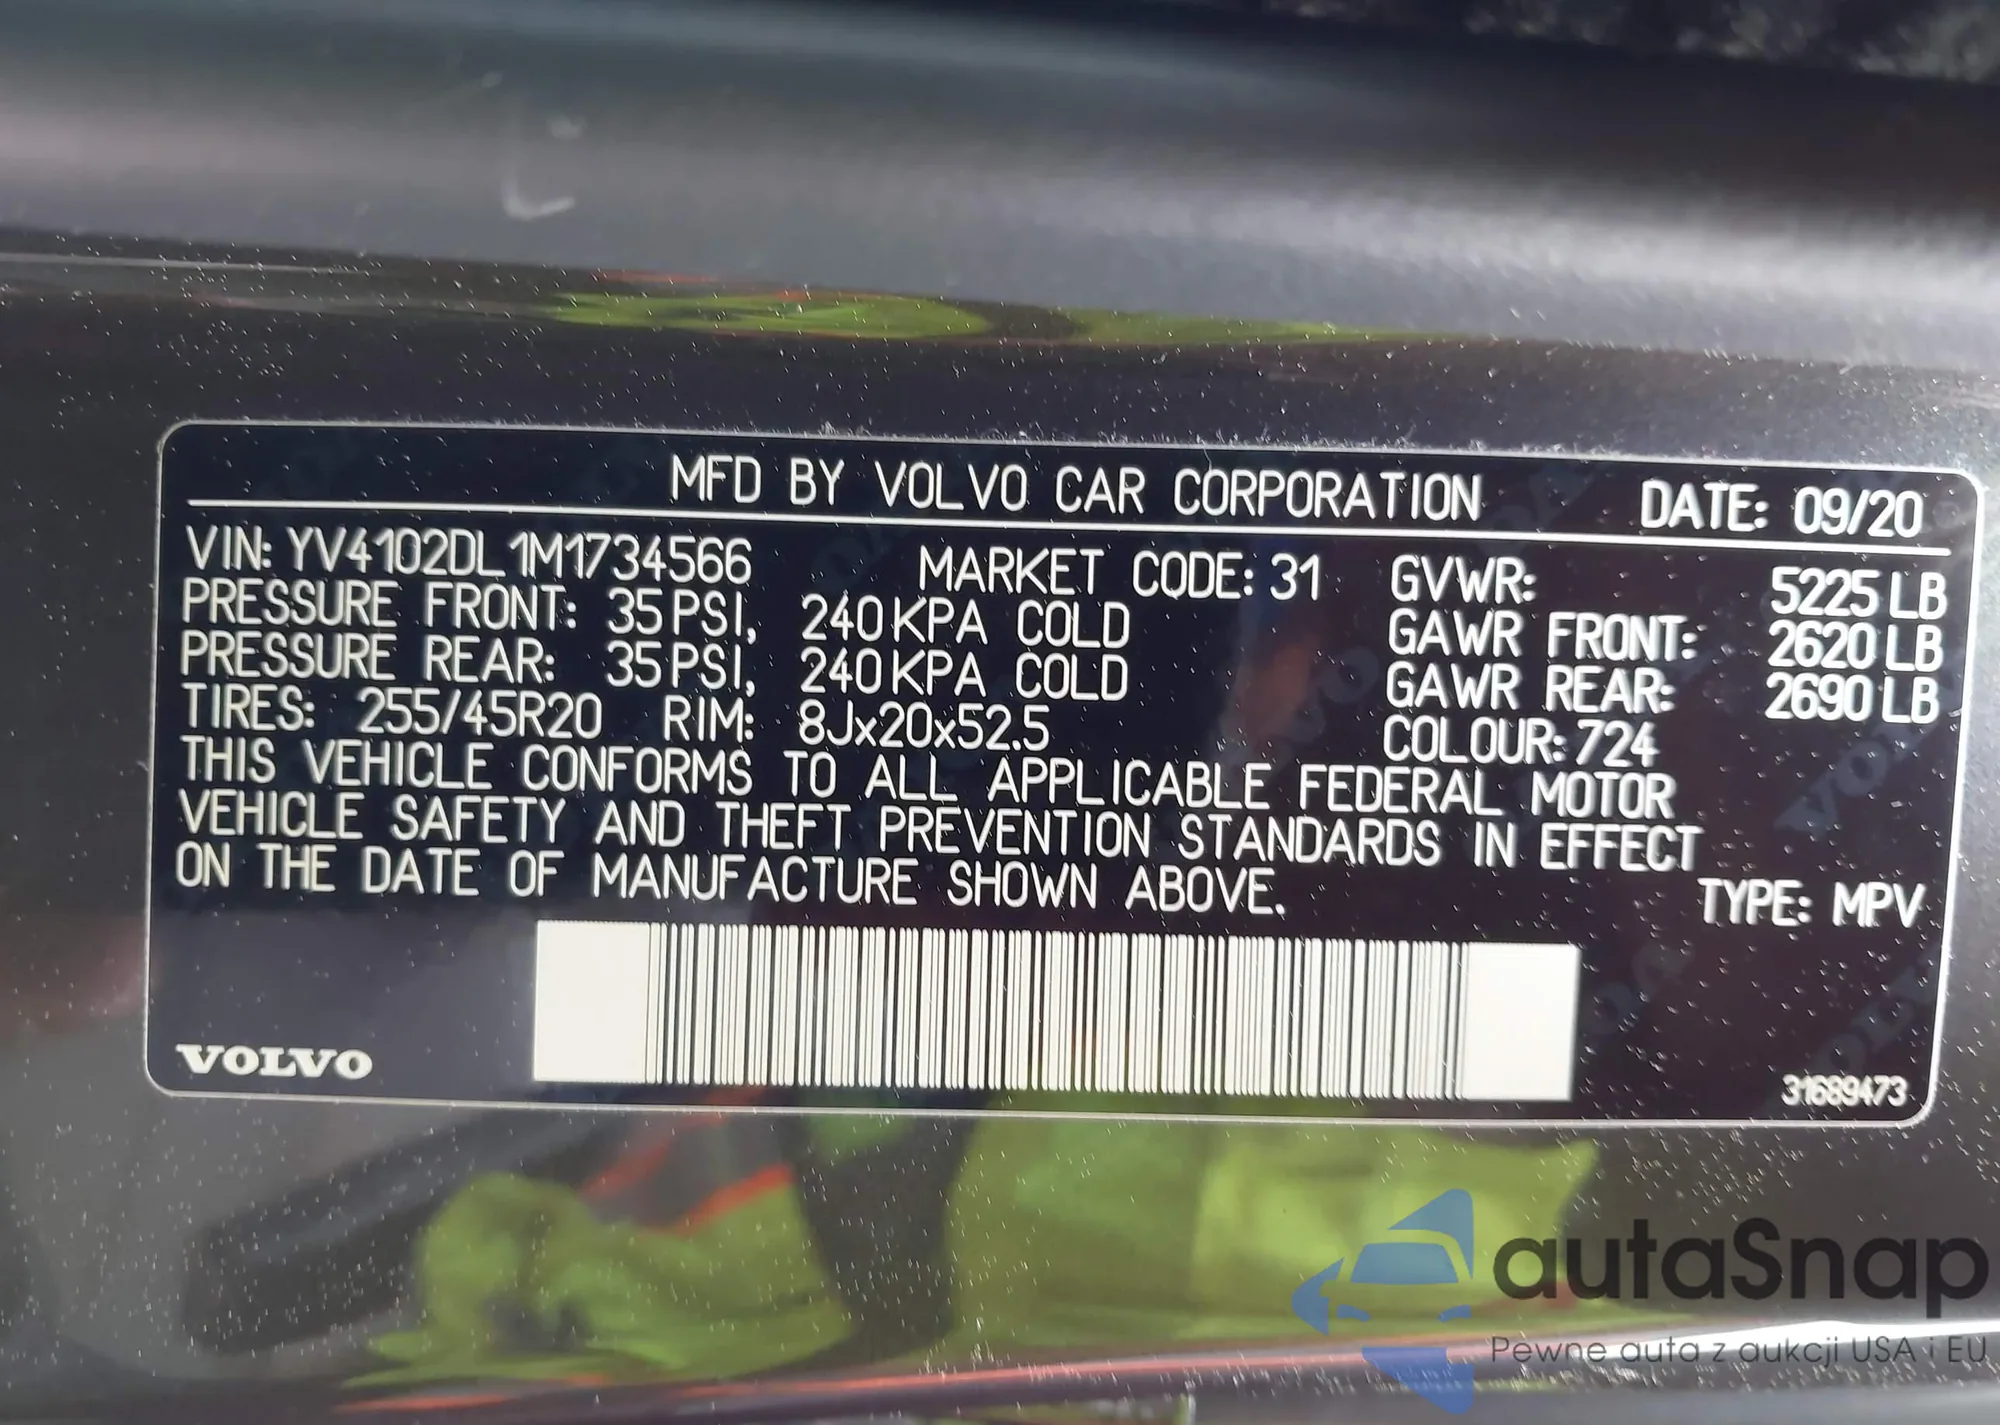 MFD BY VOLVO CAR CORPORATION DATE: 09/20
VIN: YV4102DL1M1734566 MARKET CODE: 31 GVWR: 5225 LB
PRESSURE FRONT: 35 PSI, 240 KPA COLD GAWR FRONT: 2620 LB
PRESSURE REAR: 35 PSI, 240 KPA COLD GAWR REAR: 2690 LB
TIRES: 255/45R20 RIM: 8Jx20x52.5 COLOUR: 724
THIS VEHICLE CONFORMS TO ALL APPLICABLE FEDERAL MOTOR
VEHICLE SAFETY AND THEFT PREVENTION STANDARDS IN EFFECT
ON THE DATE OF MANUFACTURE SHOWN ABOVE. TYPE: MPV
VOLVO
31689473
autaSnap
Pewne auta z aukcji USA i EU